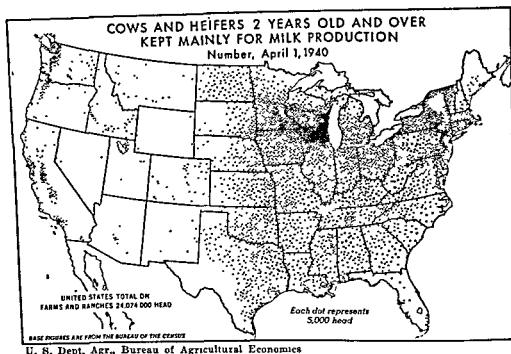 COWS AND HEIFERS 2 YEARS OLD AND OVER
KEPT MAINLY FOR MILK PRODUCTION
Number, April 1, 1940
UNITED STATES TOTAL ON
FARMS AND RANCHES 24,074,000 HEAD
Each dot represents
5,000 head
BASE FIGURES ARE FROM THE BUREAU OF THE CENSUS
U. S. Dept. Agr., Bureau of Agricultural Economics